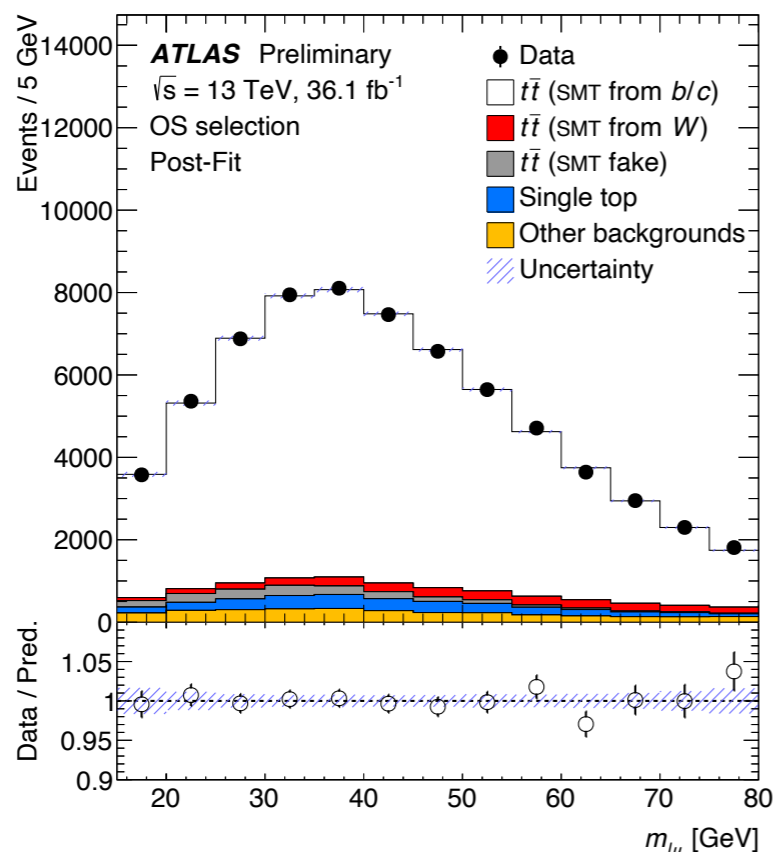 ATLAS Preliminary
√s = 13 TeV, 36.1 fb⁻¹
OS selection
Post-Fit
Data
tt̄ (SMT from b/c)
tt̄ (SMT from W)
tt̄ (SMT fake)
Single top
Other backgrounds
Uncertainty
Events / 5 GeV
14000
12000
10000
8000
6000
4000
2000
0
Data / Pred.
1.05
1
0.95
0.9
20 30 40 50 60 70 80
[GeV]